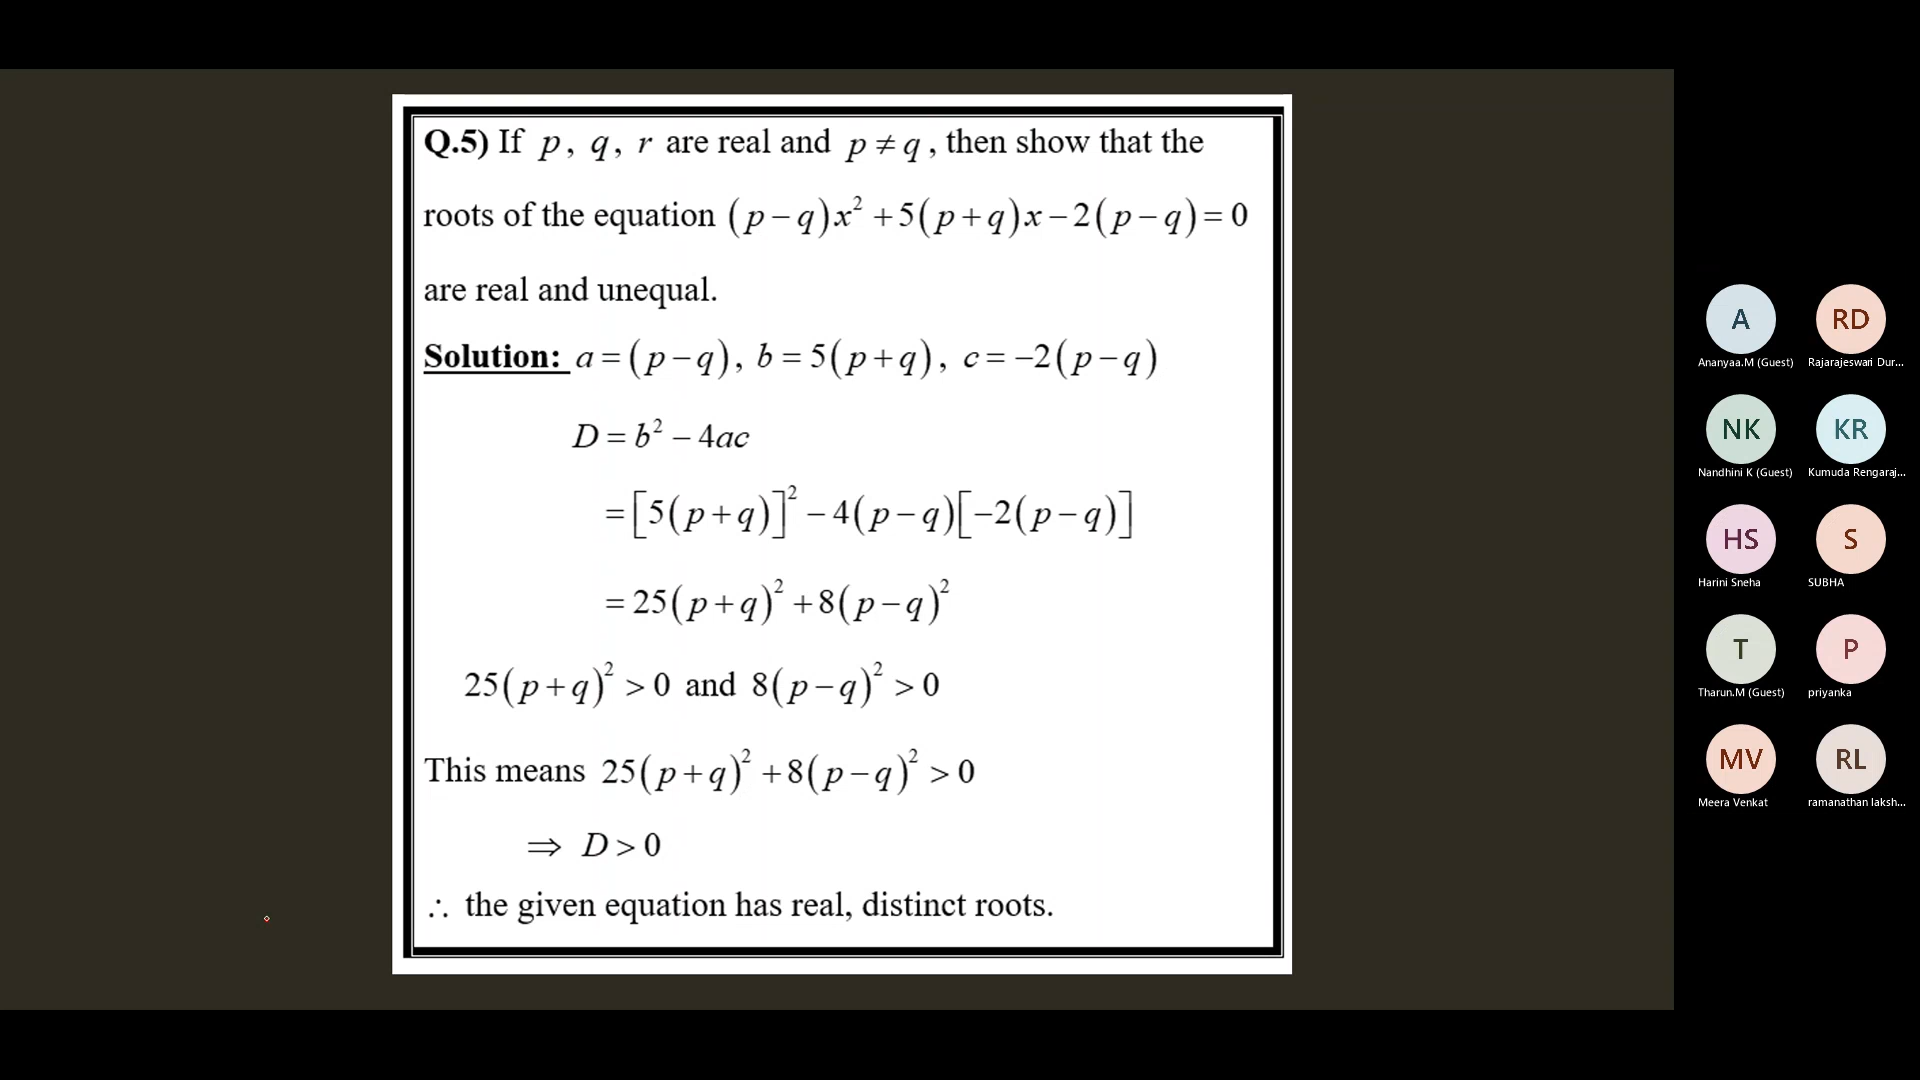 Q.5) If p, q, r are real and p ≠ q, then show that the
roots of the equation (p − q)x² + 5(p + q)x − 2(p − q) = 0
are real and unequal.
Solution: a = (p − q), b = 5(p + q), c = −2(p − q)
D = b² − 4ac
= [5(p + q)]² − 4(p − q)[−2(p − q)]
= 25(p + q)² + 8(p − q)²
25(p + q)² > 0 and 8(p − q)² > 0
This means 25(p + q)² + 8(p − q)² > 0
⇒ D > 0
∴ the given equation has real, distinct roots.
A RD
Ananyaa.M (Guest) Rajarajeswari Dur...
NK KR
Nandhini K (Guest) Kumuda Rengaraj...
HS S
Harini Sneha SUBHA
T P
Tharun.M (Guest) priyanka
MV RL
Meera Venkat ramanathan laksh...